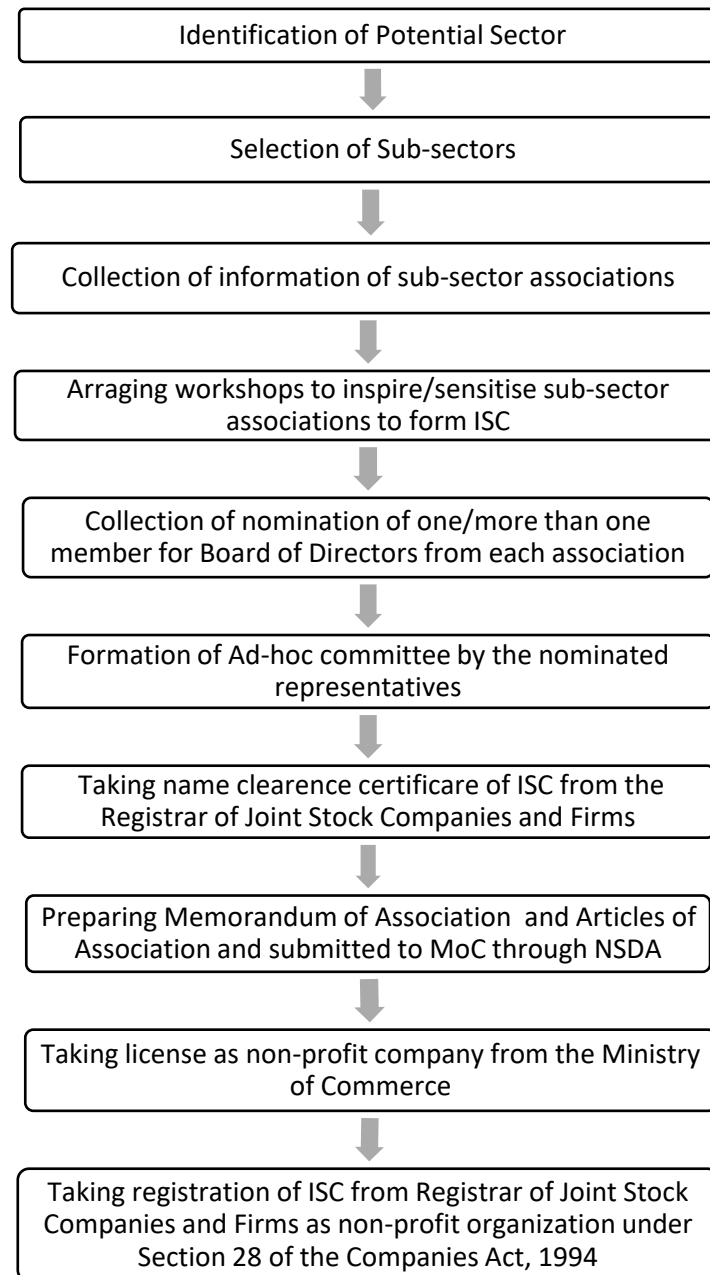 Identification of Potential Sector
Selection of Sub-sectors
Collection of information of sub-sector associations
Arraging workshops to inspire/sensitise sub-sector
associations to form ISC
Collection of nomination of one/more than one
member for Board of Directors from each association
Formation of Ad-hoc committee by the nominated
representatives
Taking name clearence certificare of ISC from the
Registrar of Joint Stock Companies and Firms
Preparing Memorandum of Association and Articles of
Association and submitted to MoC through NSDA
Taking license as non-profit company from the Ministry
of Commerce
Taking registration of ISC from Registrar of Joint Stock
Companies and Firms as non-profit organization under
Section 28 of the Companies Act, 1994